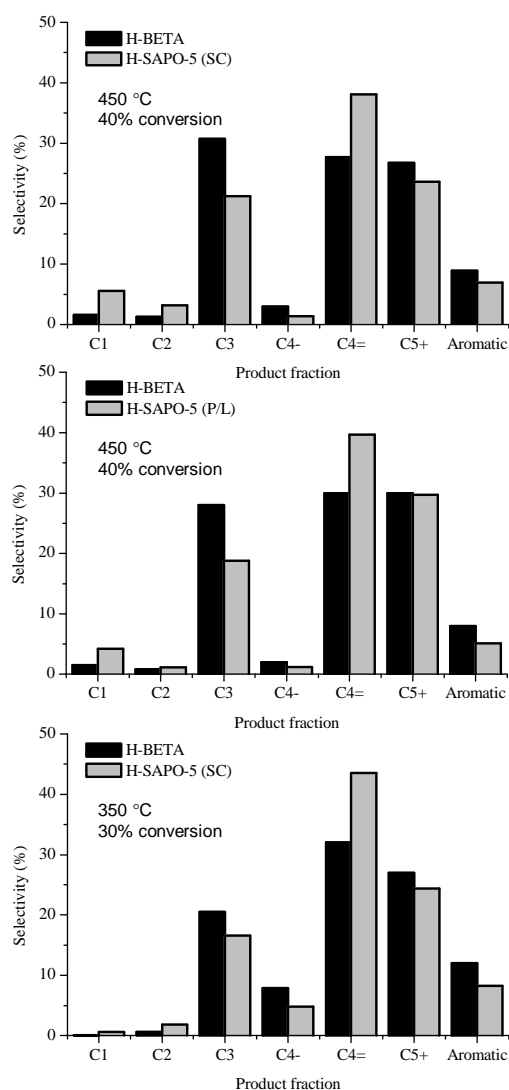 50
H-BETA
H-SAPO-5 (SC)
40
450 °C
40% conversion
30
Selectivity (%)
20
10
0
C1 C2 C3 C4- C4= C5+ Aromatic
Product fraction
50
H-BETA
H-SAPO-5 (P/L)
40
450 °C
40% conversion
30
Selectivity (%)
20
10
0
C1 C2 C3 C4- C4= C5+ Aromatic
Product fraction
50
H-BETA
H-SAPO-5 (SC)
40
350 °C
30% conversion
30
Selectivity (%)
20
10
0
C1 C2 C3 C4- C4= C5+ Aromatic
Product fraction